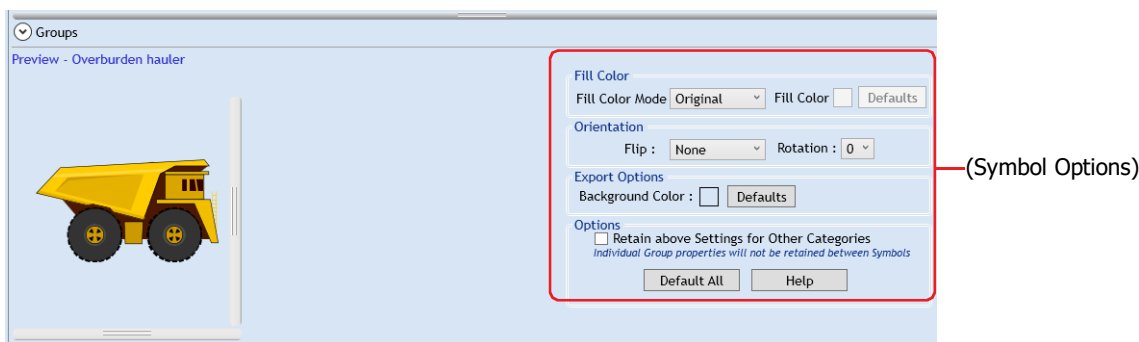 Groups
Preview - Overburden hauler
Fill Color
Fill Color Mode Original Fill Color Defaults
Orientation
Flip : None Rotation : 0
Export Options
Background Color : Defaults
Options
Retain above Settings for Other Categories
Individual Group properties will not be retained between Symbols
Default All Help
(Symbol Options)